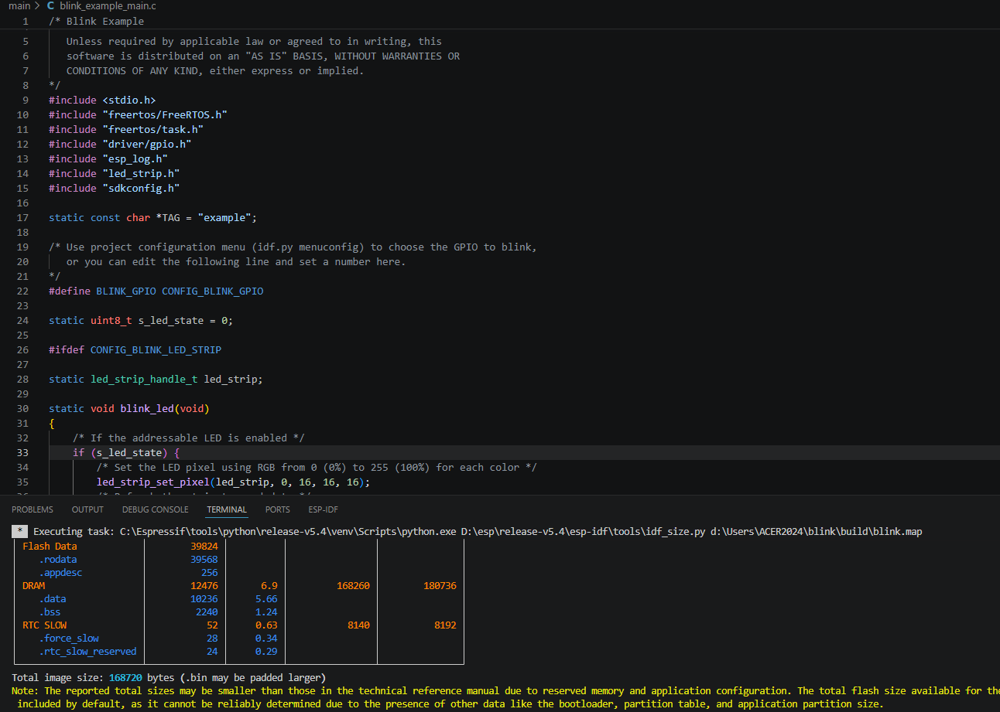 main > C blink_example_main.c
1 /* Blink Example
5 Unless required by applicable law or agreed to in writing, this
6 software is distributed on an "AS IS" BASIS, WITHOUT WARRANTIES OR
7 CONDITIONS OF ANY KIND, either express or implied.
8 */
9 #include <stdio.h>
10 #include "freertos/FreeRTOS.h"
11 #include "freertos/task.h"
12 #include "driver/gpio.h"
13 #include "esp_log.h"
14 #include "led_strip.h"
15 #include "sdkconfig.h"
16
17 static const char *TAG = "example";
18
19 /* Use project configuration menu (idf.py menuconfig) to choose the GPIO to blink,
20 or you can edit the following line and set a number here.
21 */
22 #define BLINK_GPIO CONFIG_BLINK_GPIO
23
24 static uint8_t s_led_state = 0;
25
26 #ifdef CONFIG_BLINK_LED_STRIP
27
28 static led_strip_handle_t led_strip;
29
30 static void blink_led(void)
31 {
32 /* If the addressable LED is enabled */
33 if (s_led_state) {
34 /* Set the LED pixel using RGB from 0 (0%) to 255 (100%) for each color */
35 led_strip_set_pixel(led_strip, 0, 16, 16, 16);
PROBLEMS OUTPUT DEBUG CONSOLE TERMINAL PORTS ESP-IDF
* Executing task: C:\Espressif\tools\python\release-v5.4\venv\Scripts\python.exe D:\esp\release-v5.4\esp-idf\tools\idf_size.py d:\Users\ACER2024\blink\build\blink.map
Flash Data 39824
.rodata 39568
.appdesc 256
DRAM 12476 6.9 168260 180736
.data 10236 5.66
.bss 2240 1.24
RTC SLOW 52 0.63 8140 8192
.force_slow 28 0.34
.rtc_slow_reserved 24 0.29
Total image size: 168720 bytes (.bin may be padded larger)
Note: The reported total sizes may be smaller than those in the technical reference manual due to reserved memory and application configuration. The total flash size available for the
included by default, as it cannot be reliably determined due to the presence of other data like the bootloader, partition table, and application partition size.